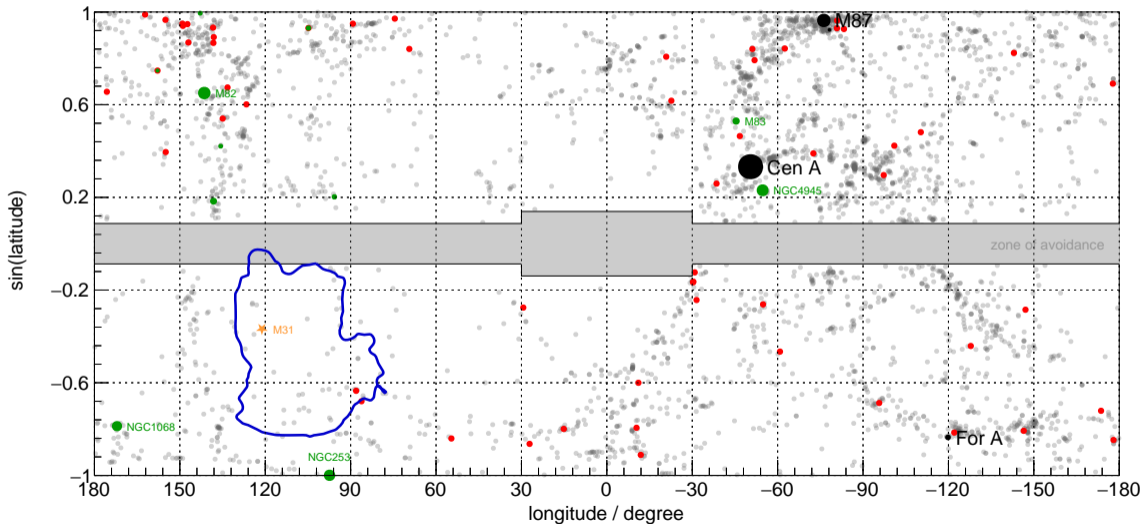 1
M87
M82
0.6
M83
Cen A
NGC4945
0.2
zone of avoidance
sin(latitude)
−0.2
M31
−0.6
NGC1068
For A
NGC253
−1
180 150 120 90 60 30 0 −30 −60 −90 −120 −150 −180
longitude / degree